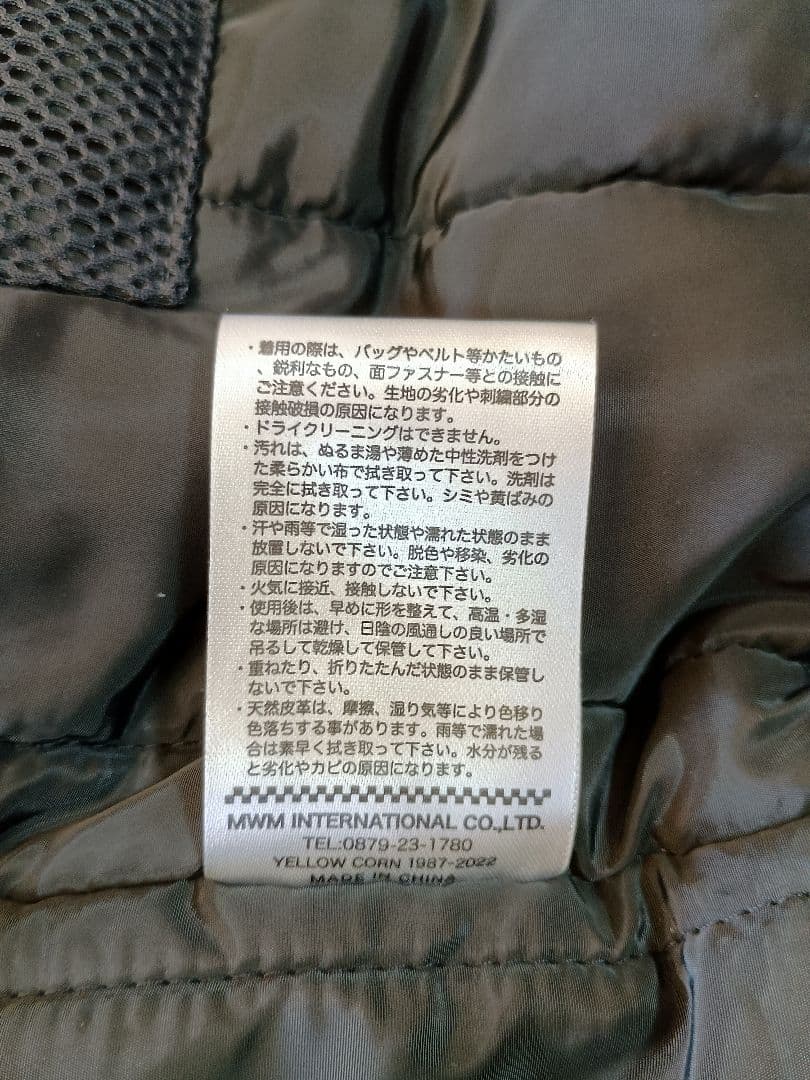 ・着用の際は、バッグやベルト等かたいもの
、鋭利なもの、面ファスナー等との接触に
ご注意ください。生地の劣化や刺繍部分の
接触破損の原因になります。
・ドライクリーニングはできません。
・汚れは、ぬるま湯や薄めた中性洗剤をつけ
た柔らかい布で拭き取って下さい。洗剤は
完全に拭き取って下さい。シミや黄ばみの
原因になります。
・汗や雨等で湿った状態や濡れた状態のまま
放置しないで下さい。脱色や移染、劣化の
原因になりますのでご注意下さい。
・火気に接近、接触しないで下さい。
・使用後は、早めに形を整えて、高温・多湿
な場所は避け、日陰の風通しの良い場所で
吊るして乾燥して保管して下さい。
・重ねたり、折りたたんだ状態のまま保管し
ないで下さい。
・天然皮革は、摩擦、湿り気等により色移り
色落ちする事があります。雨等で濡れた場
合は素早く拭き取って下さい。水分が残る
と劣化やカビの原因になります。
MWM INTERNATIONAL CO.,LTD.
TEL:0879-23-1780
YELLOW CORN 1987-2022
MADE IN CHINA